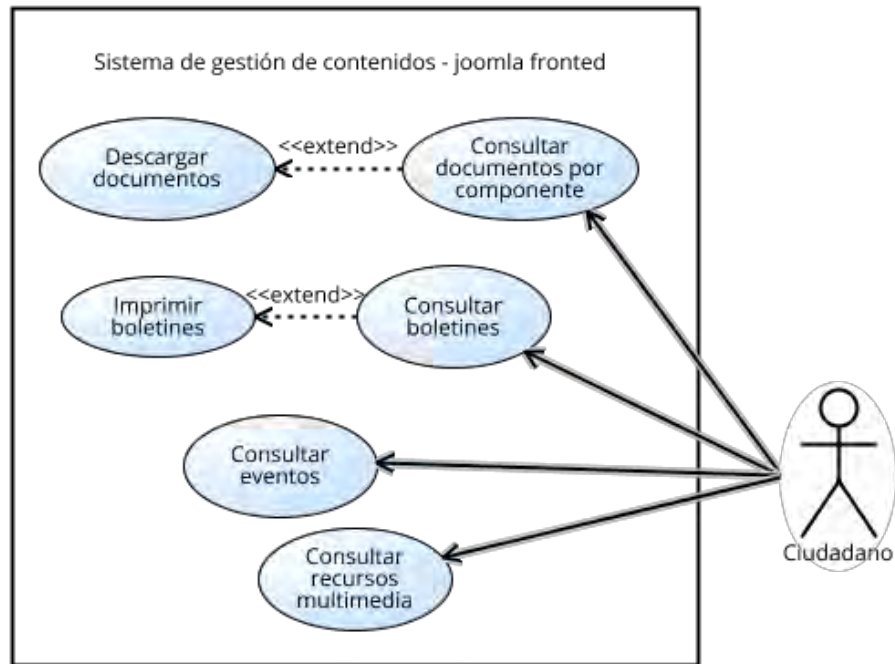 Sistema de gestión de contenidos - joomla fronted
Descargar
documentos
<<extend>>
Consultar
documentos por
componente
Imprimir
boletines
<<extend>>
Consultar
boletines
Consultar
eventos
Consultar
recursos
multimedia
Ciudadano